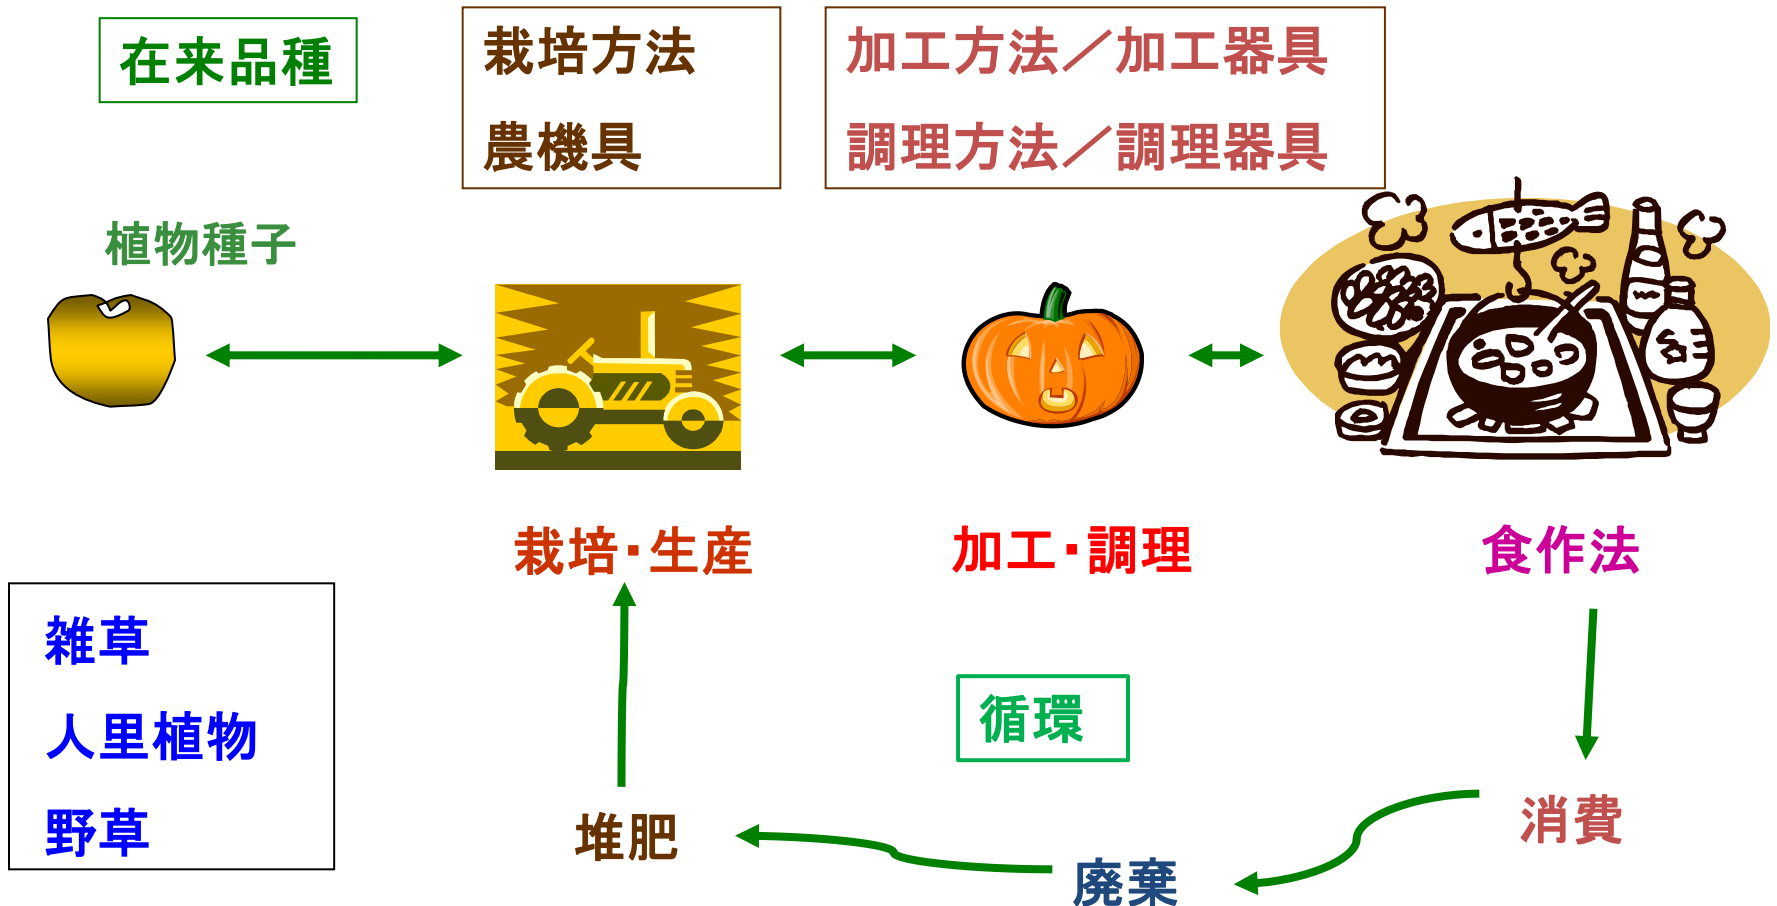 在来品種
栽培方法
農機具
加工方法／加工器具
調理方法／調理器具
植物種子
栽培・生産
加工・調理
食作法
雑草
人里植物
野草
循環
消費
堆肥
廃棄